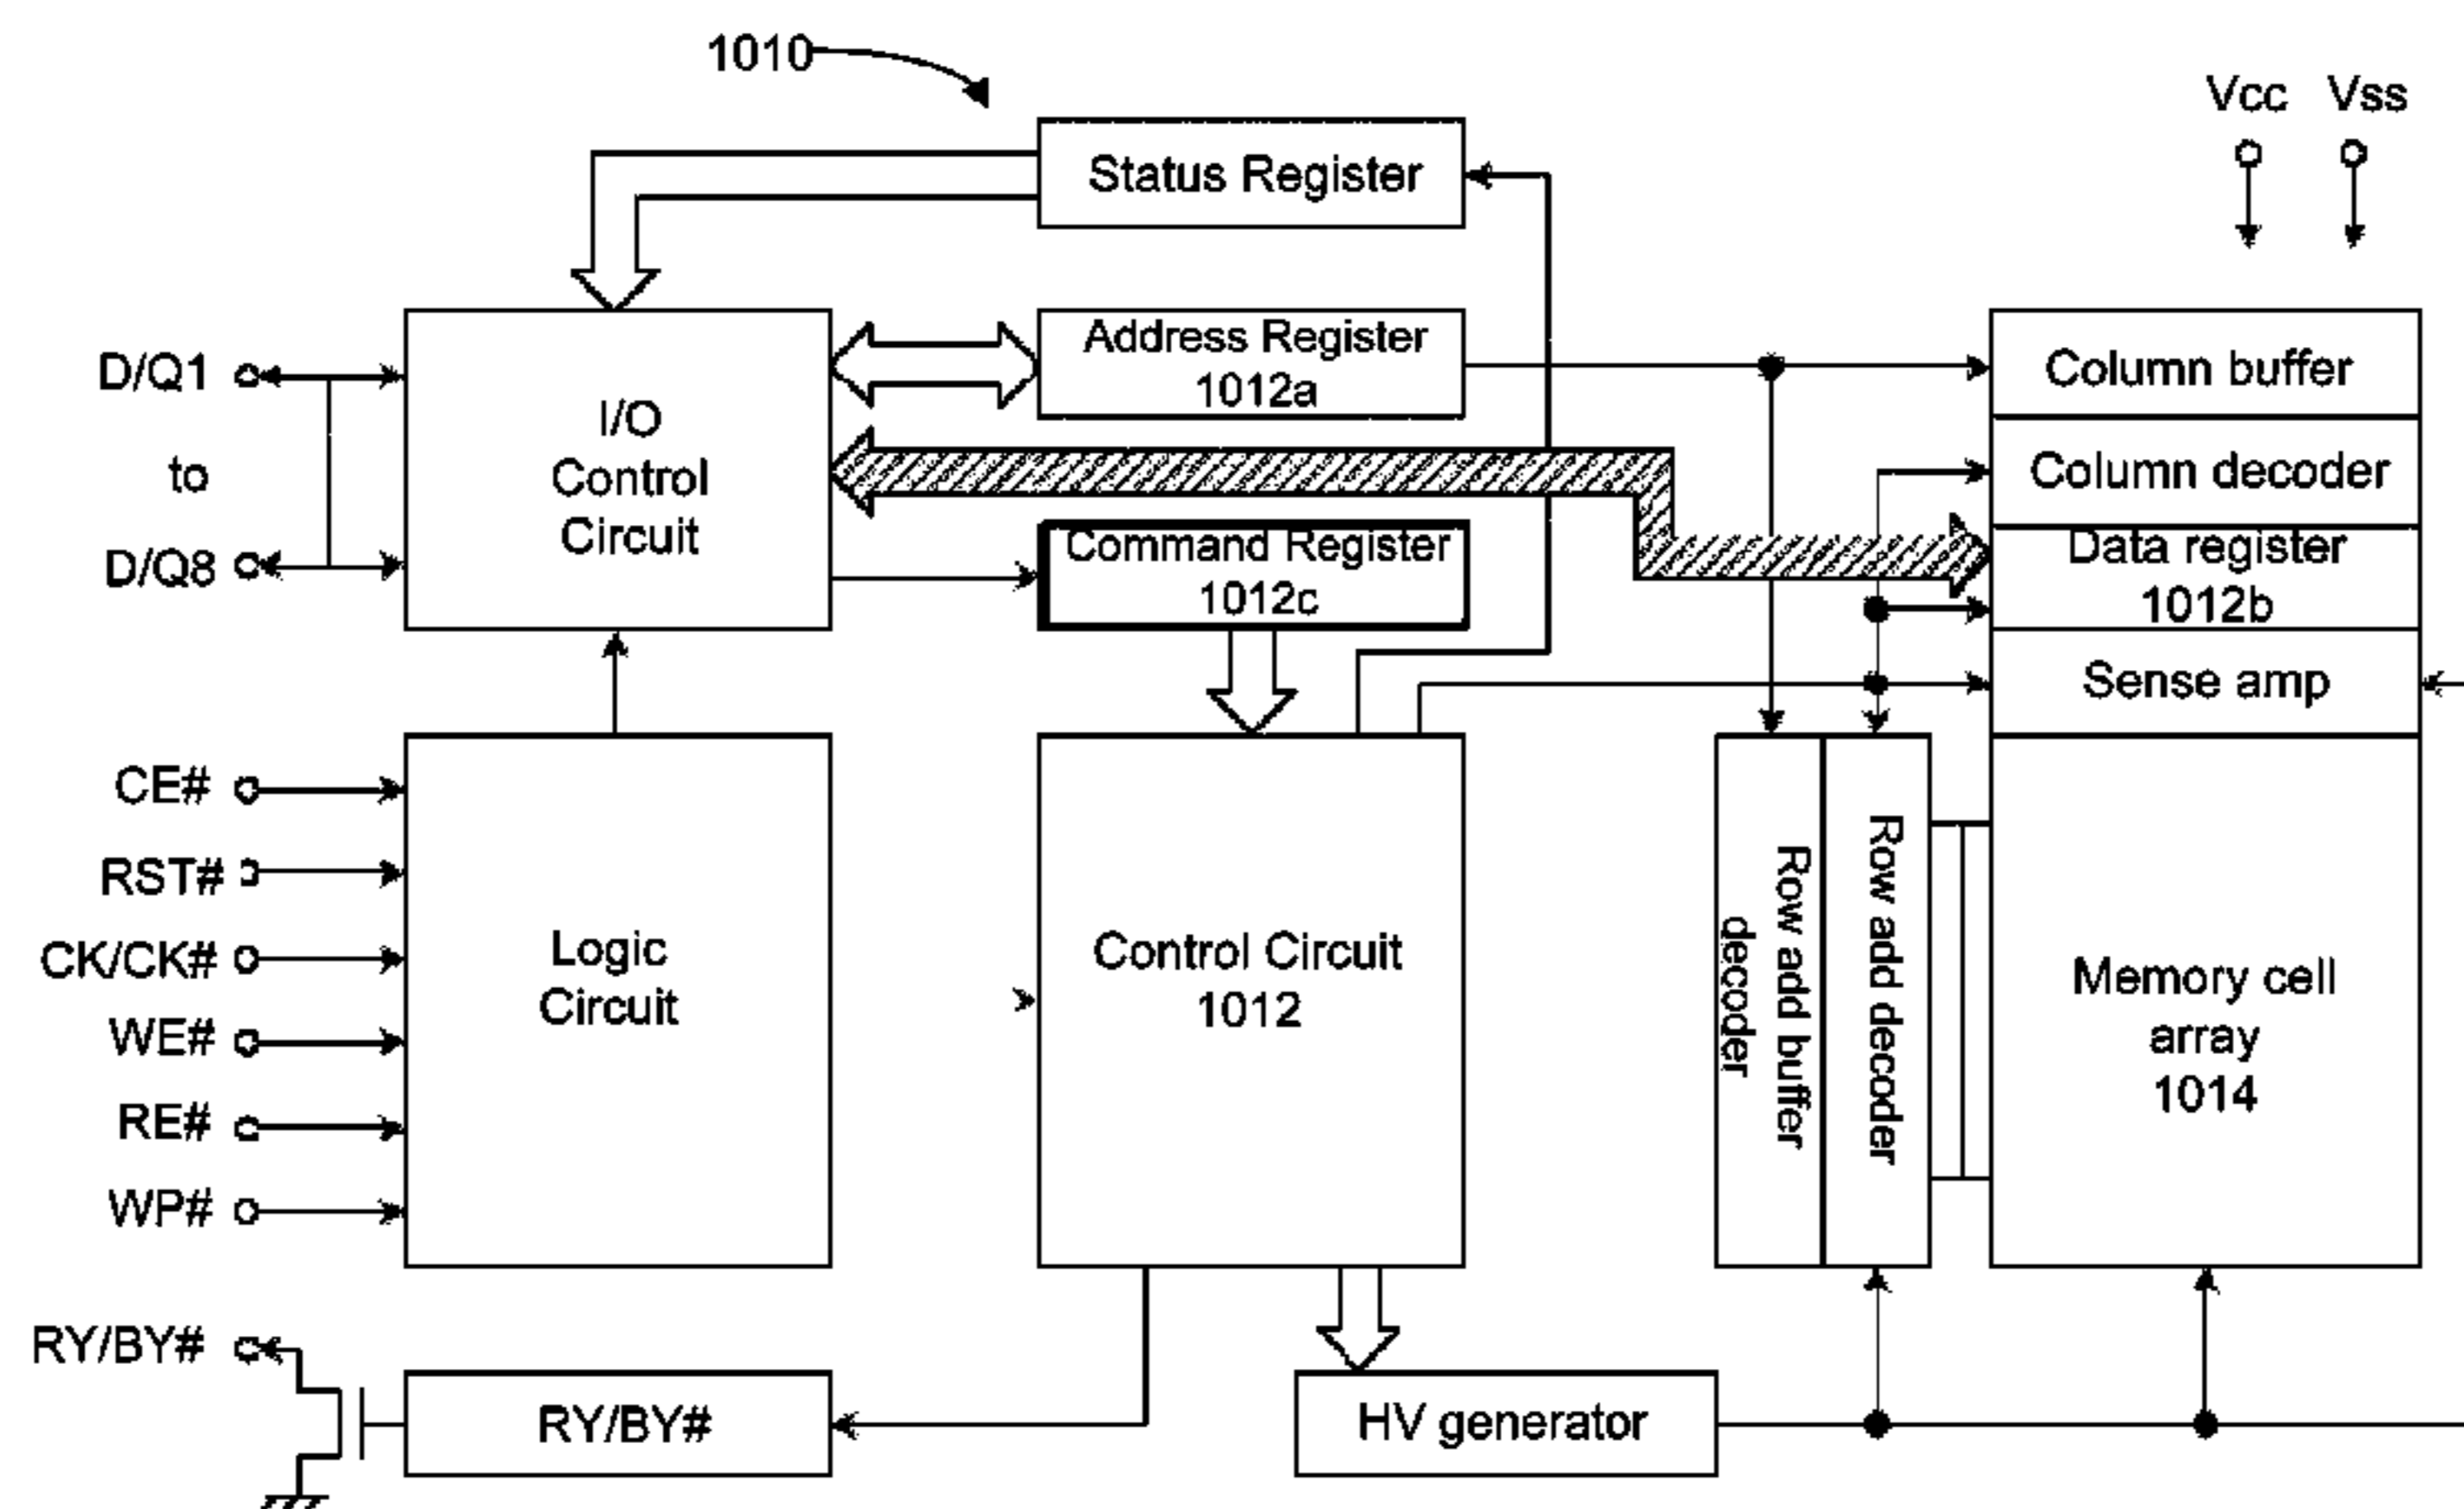 1010
Vcc Vss
Status Register
D/Q1
to
D/Q8
I/O
Control
Circuit
Address Register
1012a
Command Register
1012c
Column buffer
Column decoder
Data register
1012b
Sense amp
CE#
RST#
CK/CK#
WE#
RE#
WP#
Logic
Circuit
Control Circuit
1012
Row add buffer
decoder
Row add decoder
Memory cell
array
1014
RY/BY#
RY/BY#
HV generator